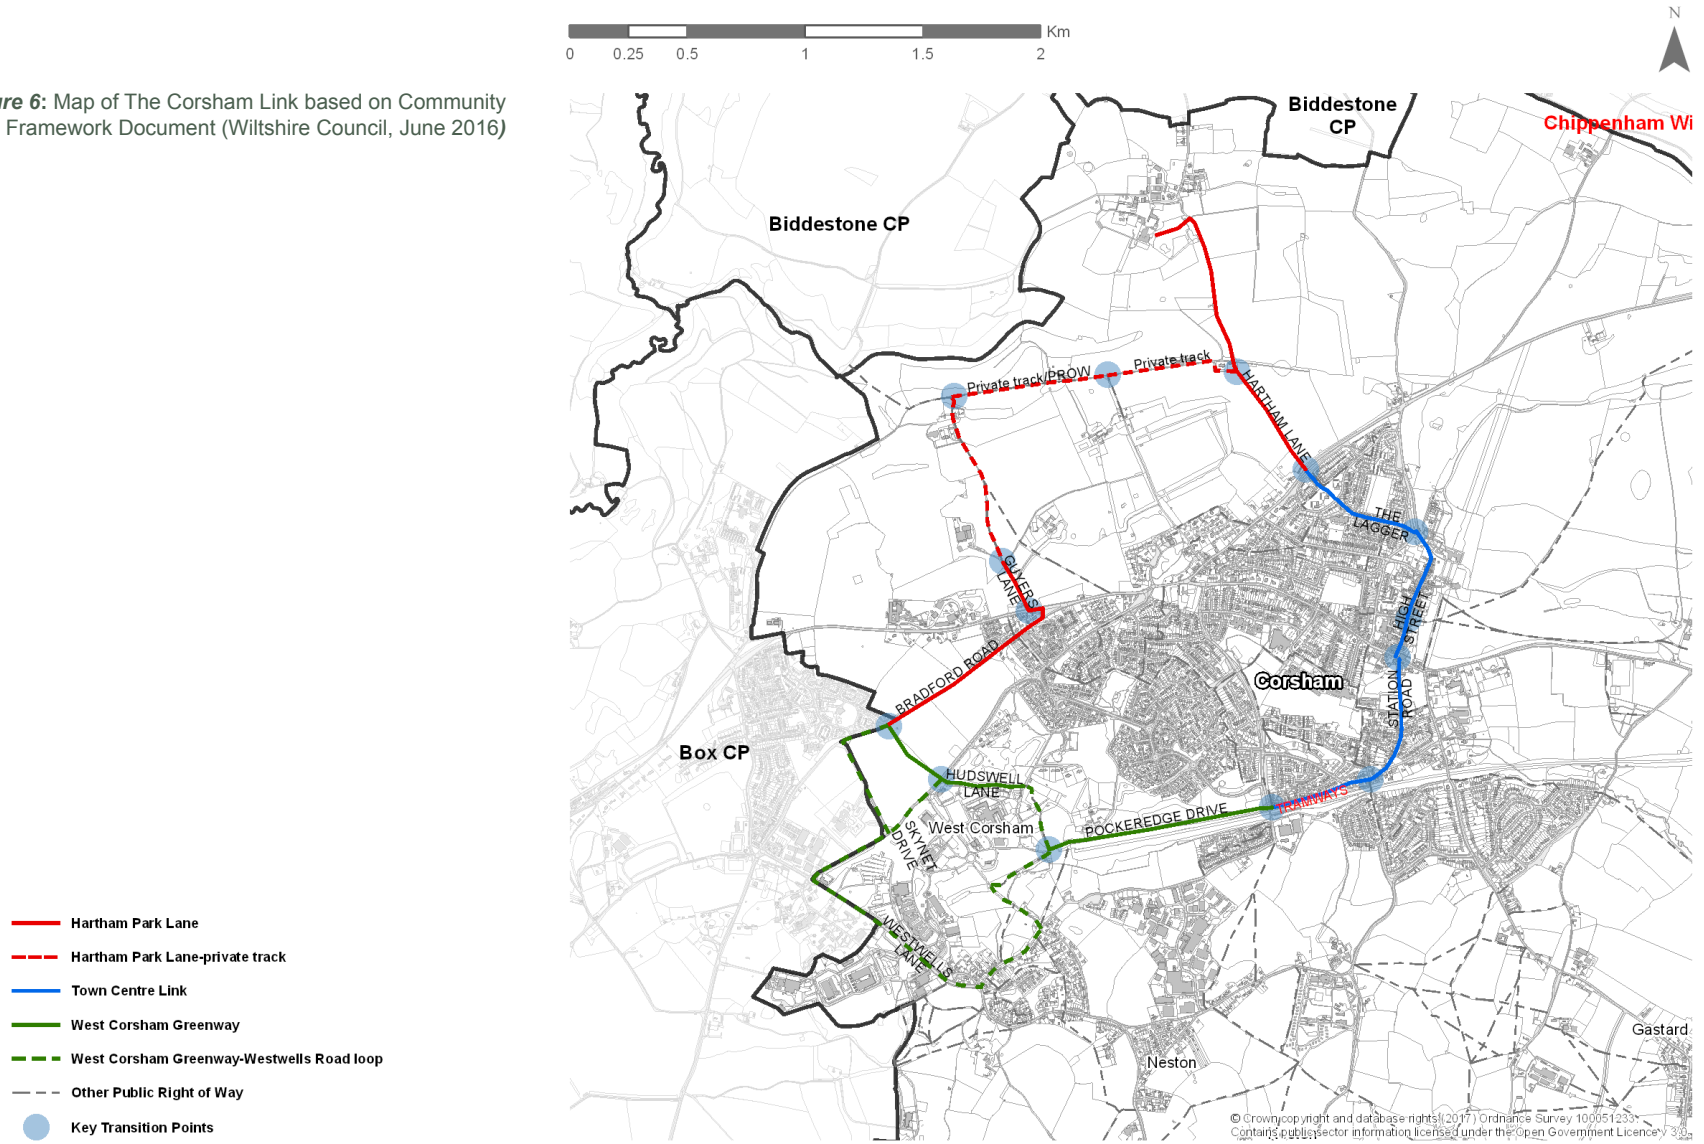 Km
0 0.25 0.5 1 1.5 2
N
re 6: Map of The Corsham Link based on Community
Framework Document (Wiltshire Council, June 2016)
Biddestone
CP
Chippenham Wi
Biddestone CP
Private track
Private track/PROW
HARTHAM LANE
THE
LAGGER
GUYERS
LANE
HIGH
STREET
BRADFORD ROAD
Corsham
STATION
ROAD
Box CP
HUDSWELL
LANE
TRAMWAYS
POCKEREDGE DRIVE
West Corsham
SKYNET
DRIVE
WESTWELLS
LANE
Gastard
Neston
Hartham Park Lane
Hartham Park Lane-private track
Town Centre Link
West Corsham Greenway
West Corsham Greenway-Westwells Road loop
Other Public Right of Way
Key Transition Points
© Crown copyright and database rights (2017) Ordnance Survey 100051233.
Contains public sector information licensed under the Open Government Licence v 3.0